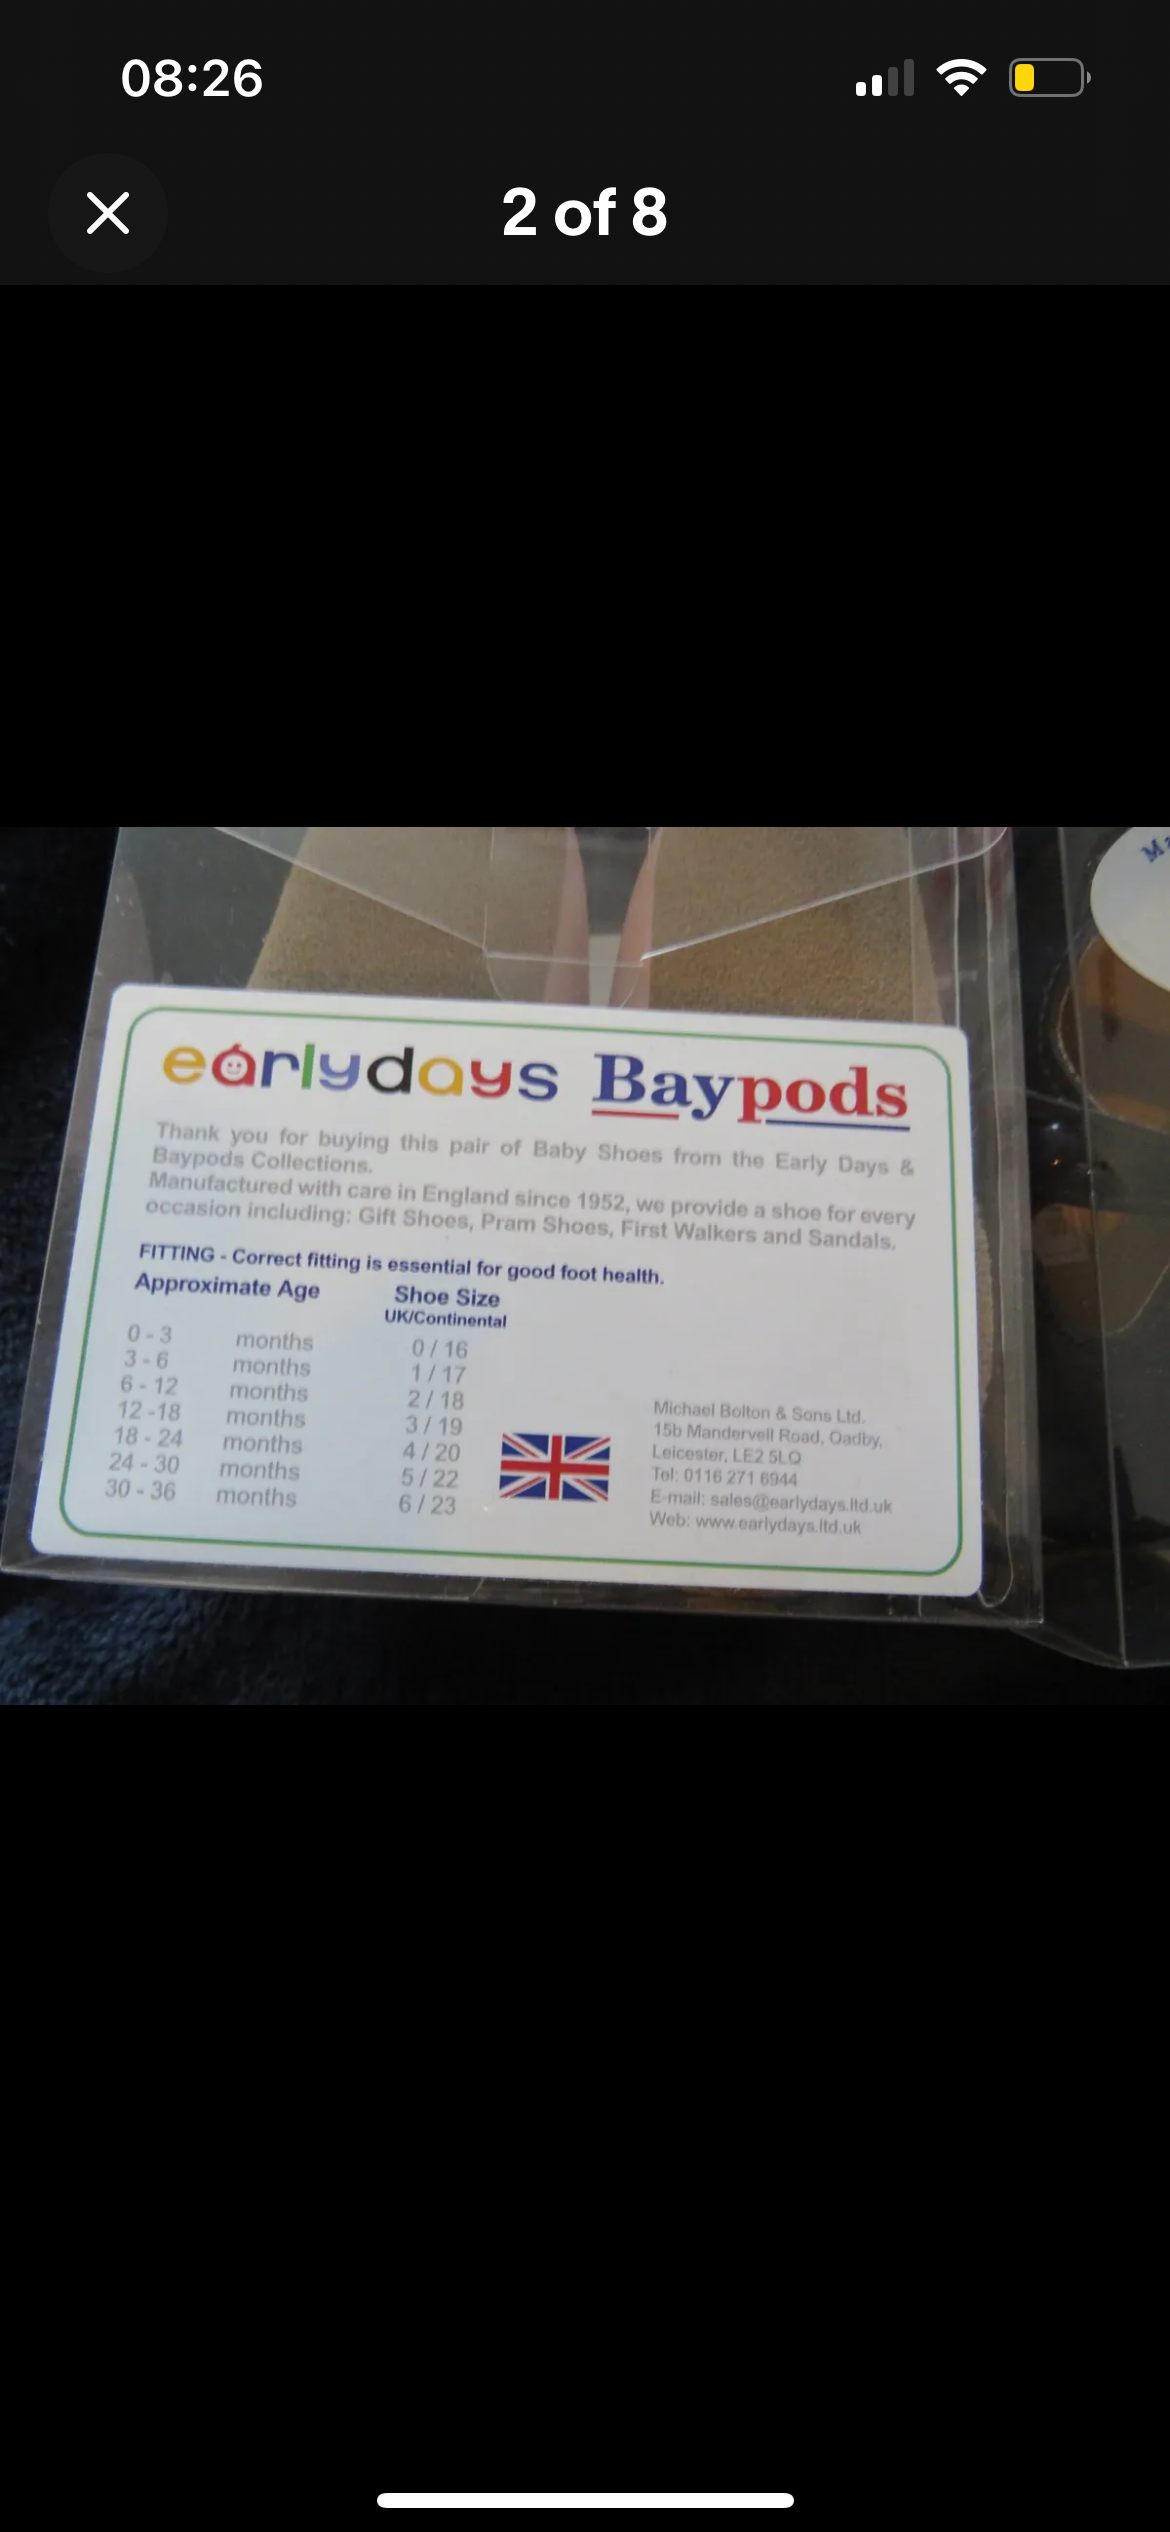 08:26
2 of 8
Ma
earlydays Baypods
Thank you for buying this pair of Baby Shoes from the Early Days &
Baypods Collections.
Manufactured with care in England since 1952, we provide a shoe for every
occasion including: Gift Shoes, Pram Shoes, First Walkers and Sandals.
FITTING - Correct fitting is essential for good foot health.
Approximate Age Shoe Size
UK/Continental
0 - 3 months 0 / 16
3 - 6 months 1 / 17
6 - 12 months 2 / 18
12 -18 months 3 / 19
18 - 24 months 4 / 20
24 - 30 months 5 / 22
30 - 36 months 6 / 23
Michael Bolton & Sons Ltd.
15b Mandervell Road, Oadby,
Leicester, LE2 5LQ
Tel: 0116 271 6944
E-mail: sales@earlydays.ltd.uk
Web: www.earlydays.ltd.uk